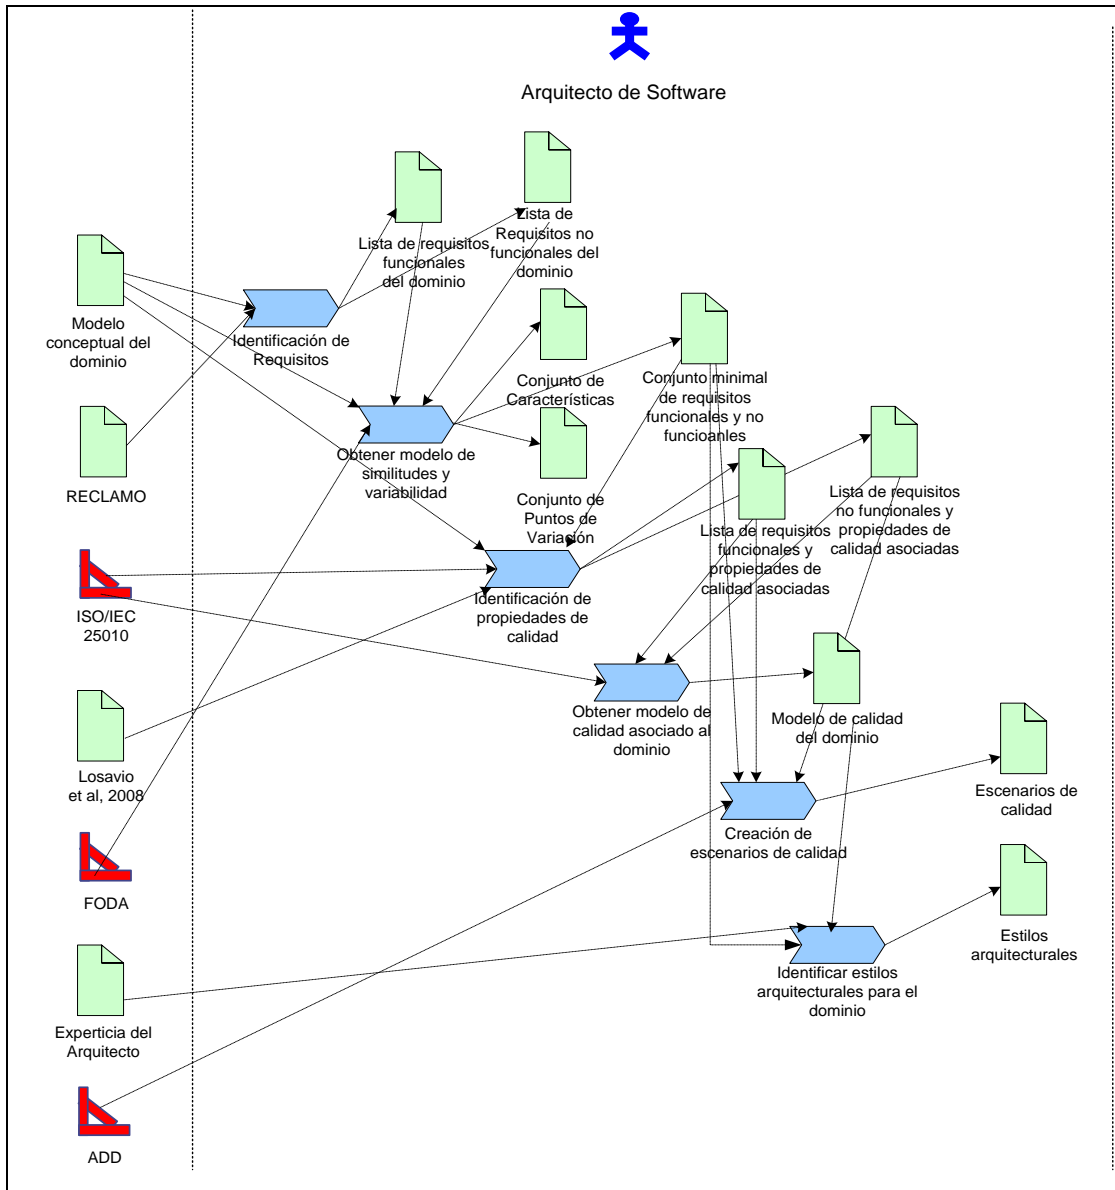 Arquitecto de Software
Lista de requisitos
funcionales
del dominio
Lista de
Requisitos no
funcionales del
dominio
Modelo
conceptual del
dominio
Identificación de
Requisitos
Conjunto de
Características
Conjunto minimal
de requisitos
funcionales y no
funcioanles
RECLAMO
Obtener modelo de
similitudes y
variabilidad
Conjunto de
Puntos de
Variación
Lista de requisitos
funcionales y
propiedades de
calidad asociadas
Lista de requisitos
no funcionales y
propiedades de
calidad asociadas
ISO/IEC
25010
Identificación de
propiedades de
calidad
Obtener modelo de
calidad asociado al
dominio
Modelo de calidad
del dominio
Losavio
et al, 2008
Creación de
escenarios de calidad
Escenarios de
calidad
FODA
Estilos
arquitecturales
Identificar estilos
arquitecturales para el
dominio
Experticia del
Arquitecto
ADD